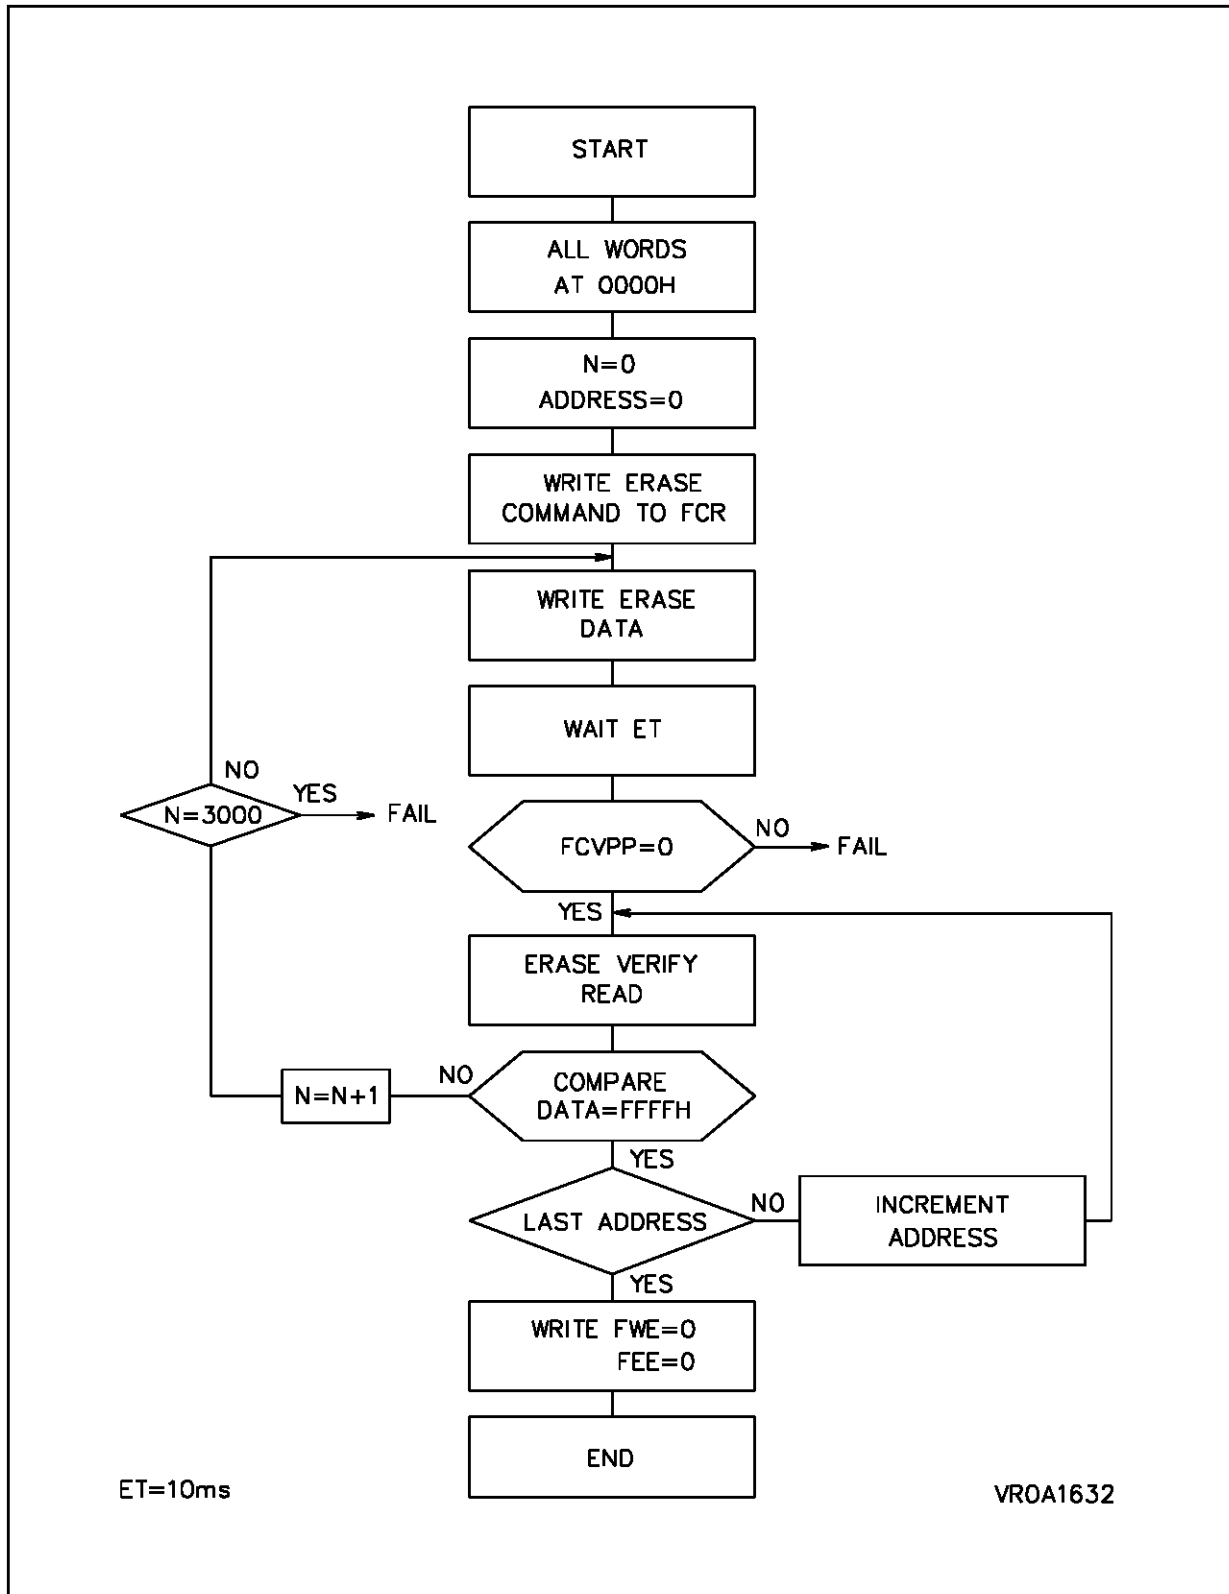 START
ALL WORDS
AT 0000H
N=0
ADDRESS=0
WRITE ERASE
COMMAND TO FCR
WRITE ERASE
DATA
WAIT ET
NO
YES
N=3000
FAIL
FCVPP=0
NO
FAIL
YES
ERASE VERIFY
READ
COMPARE
DATA=FFFFH
NO
N=N+1
YES
LAST ADDRESS
NO
INCREMENT
ADDRESS
YES
WRITE FWE=0
FEE=0
END
ET=10ms
VR0A1632